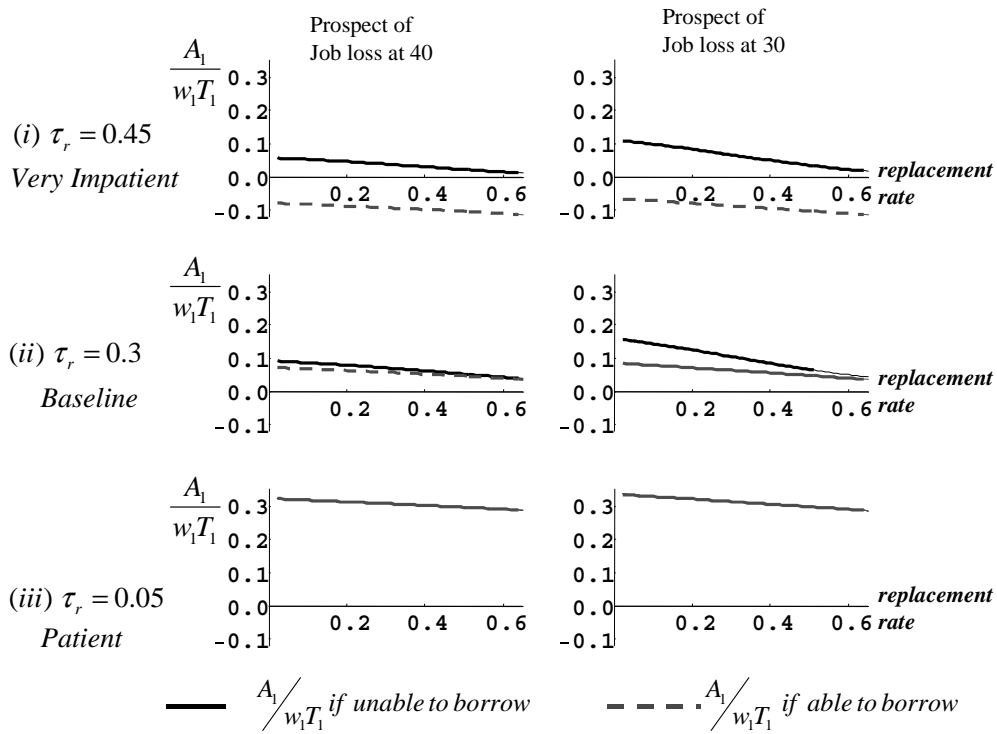 Prospect of
Job loss at 40
Prospect of
Job loss at 30
A₁
w₁T₁
0.3
0.2
0.1
0.0
-0.1
0.2 0.4 0.6
0.3
0.2
0.1
0.0
-0.1
0.2 0.4 0.6
(i) τᵣ = 0.45
Very Impatient
replacement
rate
A₁
w₁T₁
0.3
0.2
0.1
0.0
-0.1
0.2 0.4 0.6
0.3
0.2
0.1
0.0
-0.1
0.2 0.4 0.6
(ii) τᵣ = 0.3
Baseline
replacement
rate
A₁
w₁T₁
0.3
0.2
0.1
0.0
-0.1
0.2 0.4 0.6
0.3
0.2
0.1
0.0
-0.1
0.2 0.4 0.6
(iii) τᵣ = 0.05
Patient
replacement
rate
A₁/w₁T₁ if unable to borrow
A₁/w₁T₁ if able to borrow